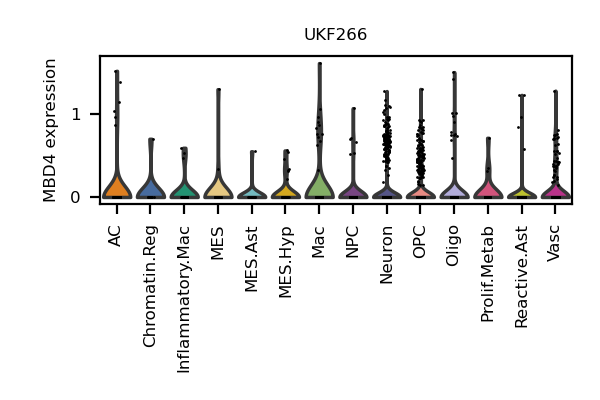 UKF266
MBD4 expression
1
0
AC
Chromatin.Reg
Inflammatory.Mac
MES
MES.Ast
MES.Hyp
Mac
NPC
Neuron
OPC
Oligo
Prolif.Metab
Reactive.Ast
Vasc